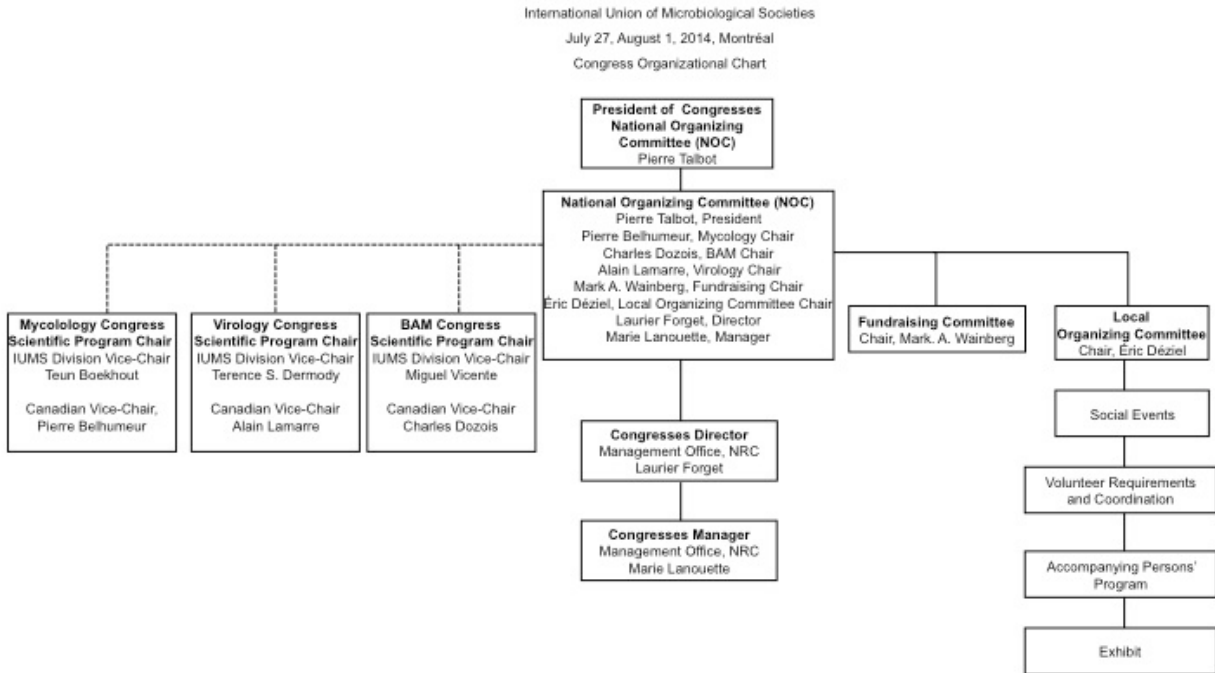 International Union of Microbiological Societies
July 27, August 1, 2014, Montréal
Congress Organizational Chart
President of Congresses
National Organizing
Committee (NOC)
Pierre Talbot
National Organizing Committee (NOC)
Pierre Talbot, President
Pierre Belhumeur, Mycology Chair
Charles Dozois, BAM Chair
Alain Lamarre, Virology Chair
Mark A. Wainberg, Fundraising Chair
Éric Déziel, Local Organizing Committee Chair
Laurier Forget, Director
Marie Lanouette, Manager
Mycolology Congress
Scientific Program Chair
IUMS Division Vice-Chair
Teun Boekhout
Canadian Vice-Chair,
Pierre Belhumeur
Virology Congress
Scientific Program Chair
IUMS Division Vice-Chair
Terence S. Dermody
Canadian Vice-Chair
Alain Lamarre
BAM Congress
Scientific Program Chair
IUMS Division Vice-Chair
Miguel Vicente
Canadian Vice-Chair
Charles Dozois
Fundraising Committee
Chair, Mark. A. Wainberg
Local
Organizing Committee
Chair, Éric Déziel
Social Events
Volunteer Requirements
and Coordination
Accompanying Persons'
Program
Exhibit
Congresses Director
Management Office, NRC
Laurier Forget
Congresses Manager
Management Office, NRC
Marie Lanouette